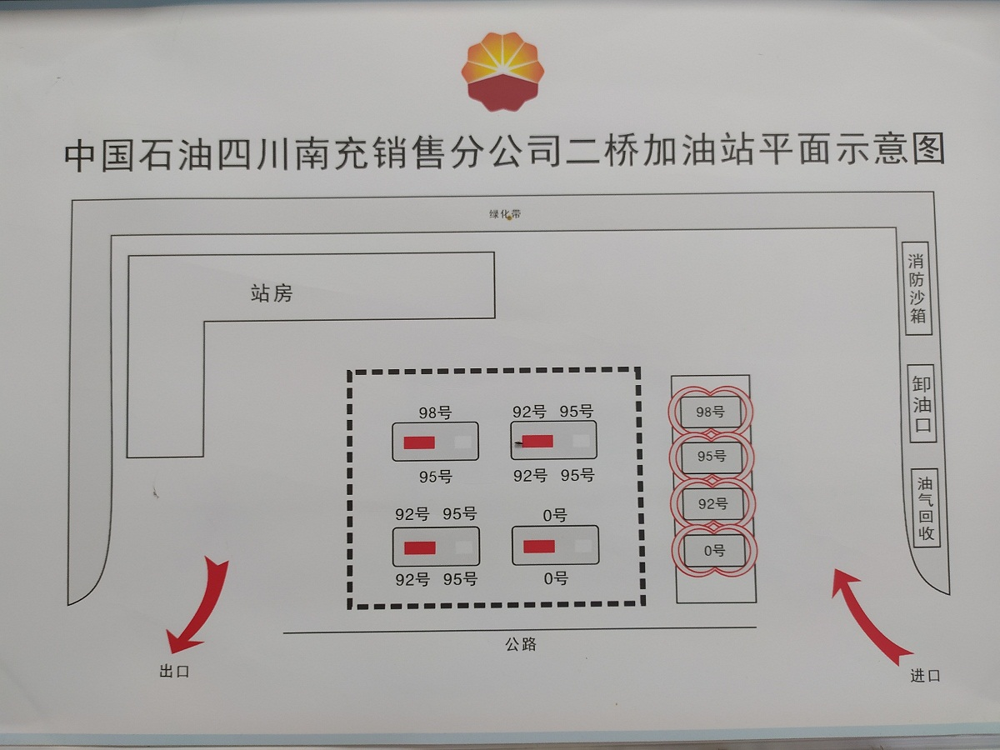 中国石油四川南充销售分公司二桥加油站平面示意图
绿化带
站房
消防沙箱
卸油口
油气回收
98号
92号 95号
95号
92号 95号
92号 95号
0号
92号 95号
0号
98号
95号
92号
0号
公路
出口
进口